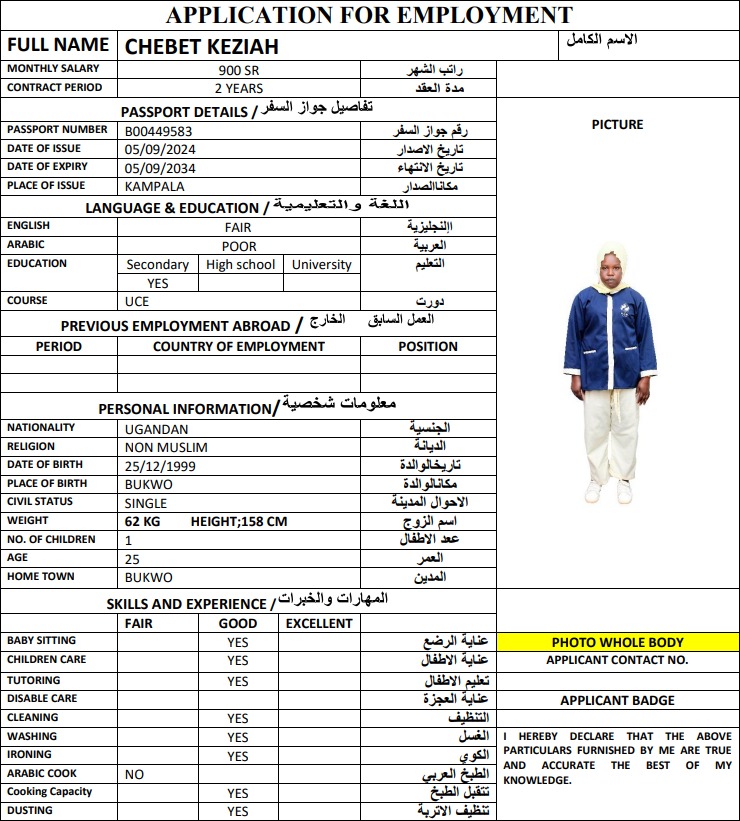 APPLICATION FOR EMPLOYMENT
FULL NAME CHEBET KEZIAH الاسم الكامل
MONTHLY SALARY 900 SR راتب الشهر
CONTRACT PERIOD 2 YEARS مدة العقد
PASSPORT DETAILS / تفاصيل جواز السفر
PICTURE
PASSPORT NUMBER B00449583 رقم جواز السفر
DATE OF ISSUE 05/09/2024 تاريخ الاصدار
DATE OF EXPIRY 05/09/2034 تاريخ الانتهاء
PLACE OF ISSUE KAMPALA مكاناالصدار
LANGUAGE & EDUCATION / اللغة والتعليمية
ENGLISH FAIR اإلنجليزية
ARABIC POOR العربية
EDUCATION Secondary High school University التعليم
YES
COURSE UCE دورت
PREVIOUS EMPLOYMENT ABROAD / العمل السابق الخارج
PERIOD COUNTRY OF EMPLOYMENT POSITION
PERSONAL INFORMATION/ معلومات شخصية
NATIONALITY UGANDAN الجنسية
RELIGION NON MUSLIM الديانة
DATE OF BIRTH 25/12/1999 تاريخالوالدة
PLACE OF BIRTH BUKWO مكانالوالدة
CIVIL STATUS SINGLE الاحوال المدينة
WEIGHT 62 KG HEIGHT;158 CM اسم الزوج
NO. OF CHILDREN 1 عدد الاطفال
AGE 25 العمر
HOME TOWN BUKWO المدين
SKILLS AND EXPERIENCE / المهارات والخبرات
FAIR GOOD EXCELLENT
BABY SITTING YES عناية الرضع
PHOTO WHOLE BODY
CHILDREN CARE YES عناية الاطفال
APPLICANT CONTACT NO.
TUTORING YES تعليم الاطفال
DISABLE CARE عناية العجزة
APPLICANT BADGE
CLEANING YES التنظيف
WASHING YES الغسل
IRONING YES الكوي
ARABIC COOK NO الطبخ العربي
Cooking Capacity YES تتقبل الطبخ
DUSTING YES تنظيف الاتربة
I HEREBY DECLARE THAT THE ABOVE
PARTICULARS FURNISHED BY ME ARE TRUE
AND ACCURATE THE BEST OF MY
KNOWLEDGE.